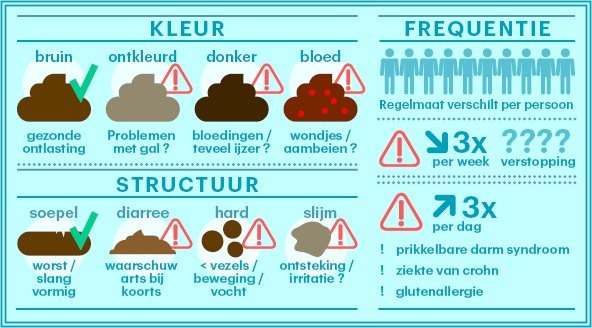 KLEUR
bruin ontkleurd donker bloed
gezonde Problemen bloedingen / wondjes /
ontlasting met gal ? teveel ijzer ? aambeien ?
STRUCTUUR
soepel diarree hard slijm
worst / waarschuw < vezels / ontsteking /
slang arts bij beweging / irritatie ?
vormig koorts vocht
FREQUENTIE
Regelmaat verschilt per persoon
! 3x ????
per week verstopping
! 3x
per dag
! prikkelbare darm syndroom
! ziekte van crohn
! glutenallergie